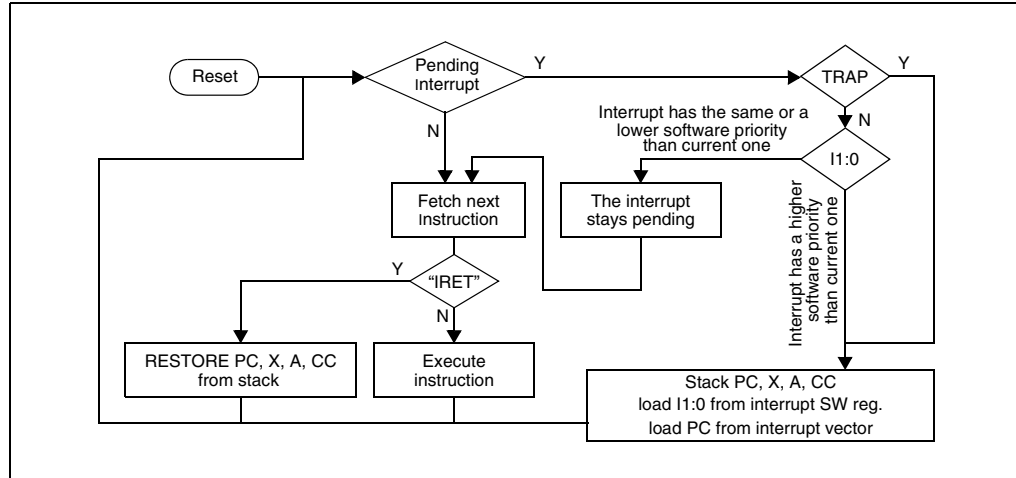 Reset
Pending
Interrupt
Y
TRAP
Y
N
Interrupt has the same or a
lower software priority
than current one
N
I1:0
Fetch next
Instruction
The interrupt
stays pending
Interrupt has a higher
software priority
than current one
Y
“IRET”
N
RESTORE PC, X, A, CC
from stack
Execute
instruction
Stack PC, X, A, CC
load I1:0 from interrupt SW reg.
load PC from interrupt vector